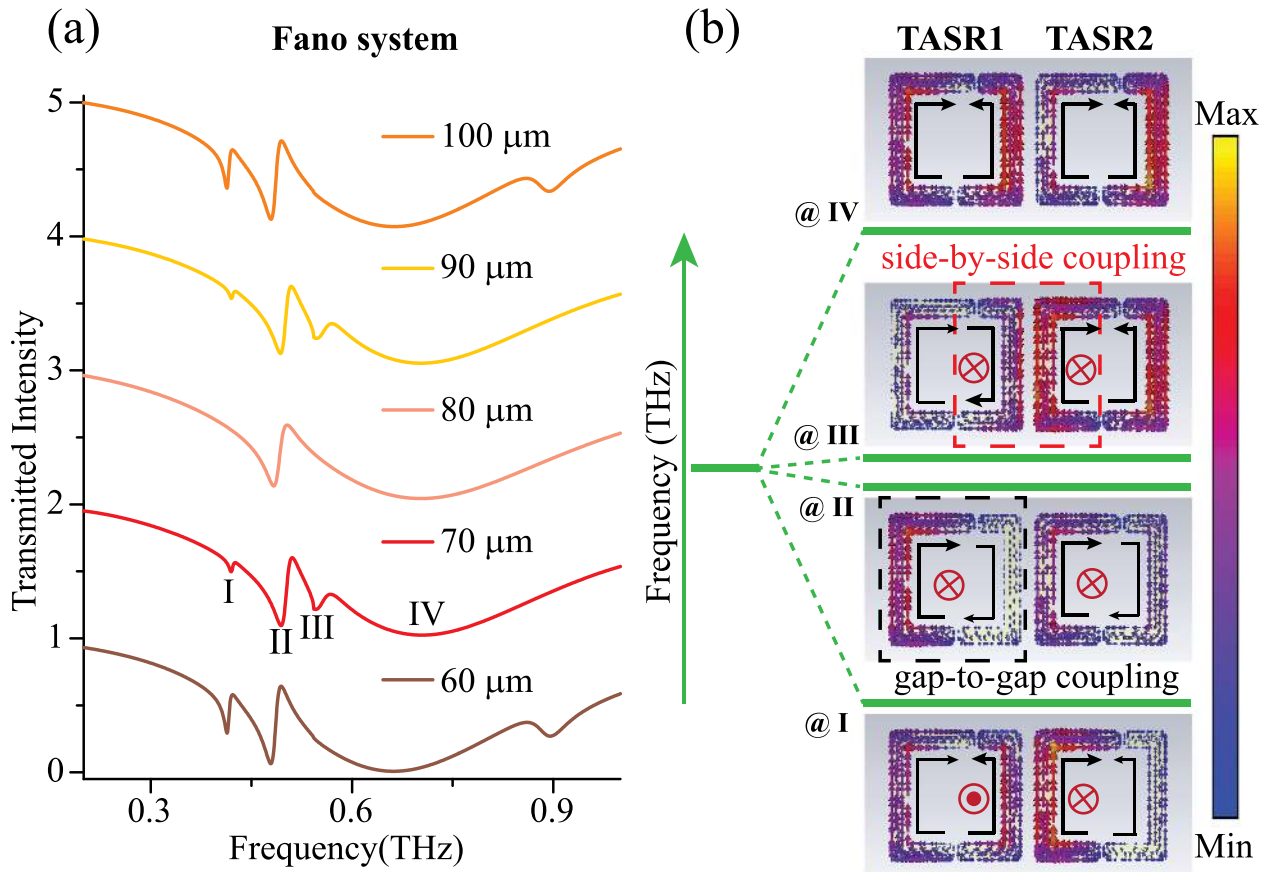 (a)
Fano system
5
4
3
2
1
0
Transmitted Intensity
100 μm
90 μm
80 μm
70 μm
60 μm
I
II
III
IV
0.3
0.6
0.9
Frequency(THz)
(b)
TASR1 TASR2
Max
@ IV
side-by-side coupling
@ III
@ II
gap-to-gap coupling
@ I
Min
Frequency (THz)